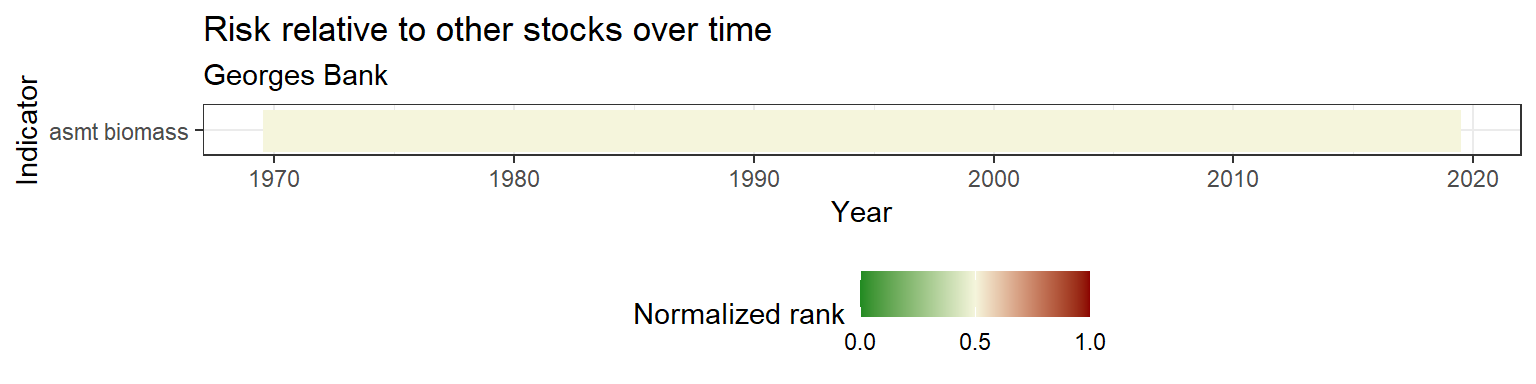 Risk relative to other stocks over time
Georges Bank
Indicator
asmt biomass
1970 1980 1990 2000 2010 2020
Year
Normalized rank
0.0 0.5 1.0